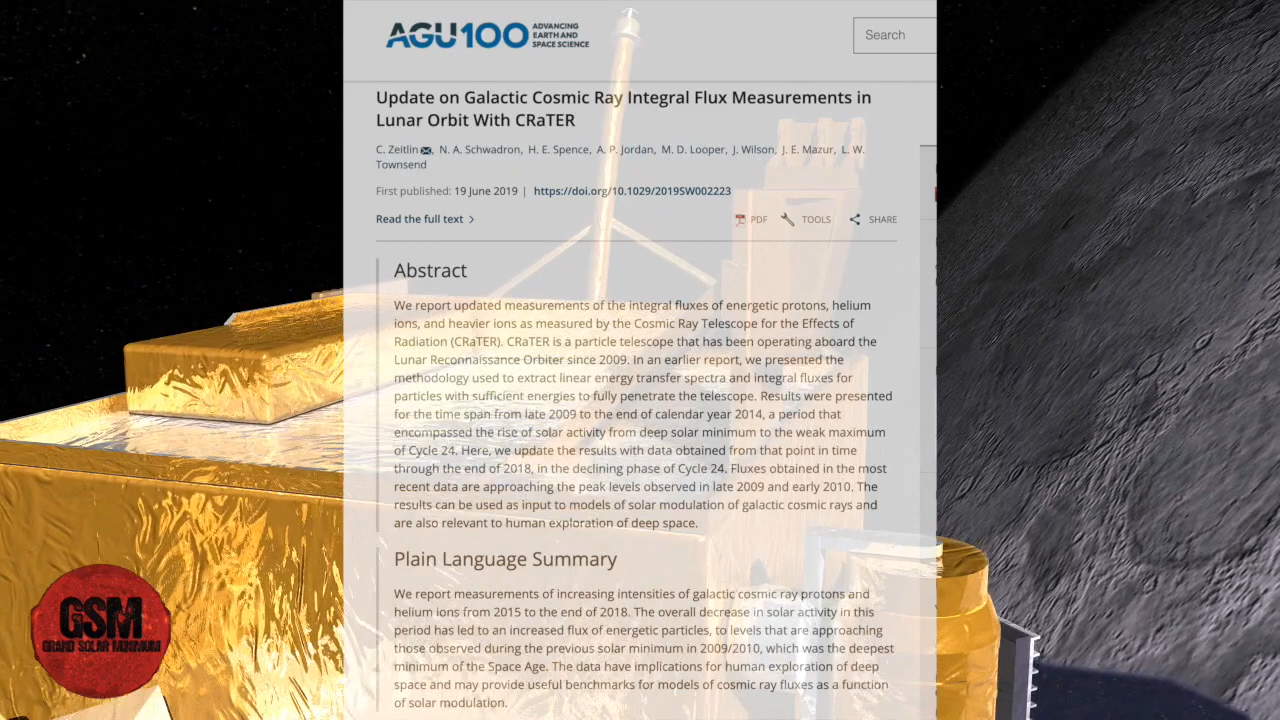 AGU100 ADVANCING
EARTH AND
SPACE SCIENCE
Search
Update on Galactic Cosmic Ray Integral Flux Measurements in
Lunar Orbit With CRaTER
C. Zeitlin, N. A. Schwadron, H. E. Spence, A. P. Jordan, M. D. Looper, J. Wilson, J. E. Mazur, L. W.
Townsend
First published: 19 June 2019 | https://doi.org/10.1029/2019SW002223
Read the full text >
PDF TOOLS SHARE
Abstract
We report updated measurements of the integral fluxes of energetic protons, helium
ions, and heavier ions as measured by the Cosmic Ray Telescope for the Effects of
Radiation (CRaTER). CRaTER is a particle telescope that has been operating aboard the
Lunar Reconnaissance Orbiter since 2009. In an earlier report, we presented the
methodology used to extract linear energy transfer spectra and integral fluxes for
particles with sufficient energies to fully penetrate the telescope. Results were presented
for the time span from late 2009 to the end of calendar year 2014, a period that
encompassed the rise of solar activity from deep solar minimum to the weak maximum
of Cycle 24. Here, we update the results with data obtained from that point in time
through the end of 2018, in the declining phase of Cycle 24. Fluxes obtained in the most
recent data are approaching the peak levels observed in late 2009 and early 2010. The
results can be used as input to models of solar modulation of galactic cosmic rays and
are also relevant to human exploration of deep space.
Plain Language Summary
We report measurements of increasing intensities of galactic cosmic ray protons and
helium ions from 2015 to the end of 2018. The overall decrease in solar activity in this
period has led to an increased flux of energetic particles, to levels that are approaching
those observed during the previous solar minimum in 2009/2010, which was the deepest
minimum of the Space Age. The data have implications for human exploration of deep
space and may provide useful benchmarks for models of cosmic ray fluxes as a function
of solar modulation.
GSM
GRAND SOLAR MINIMUM